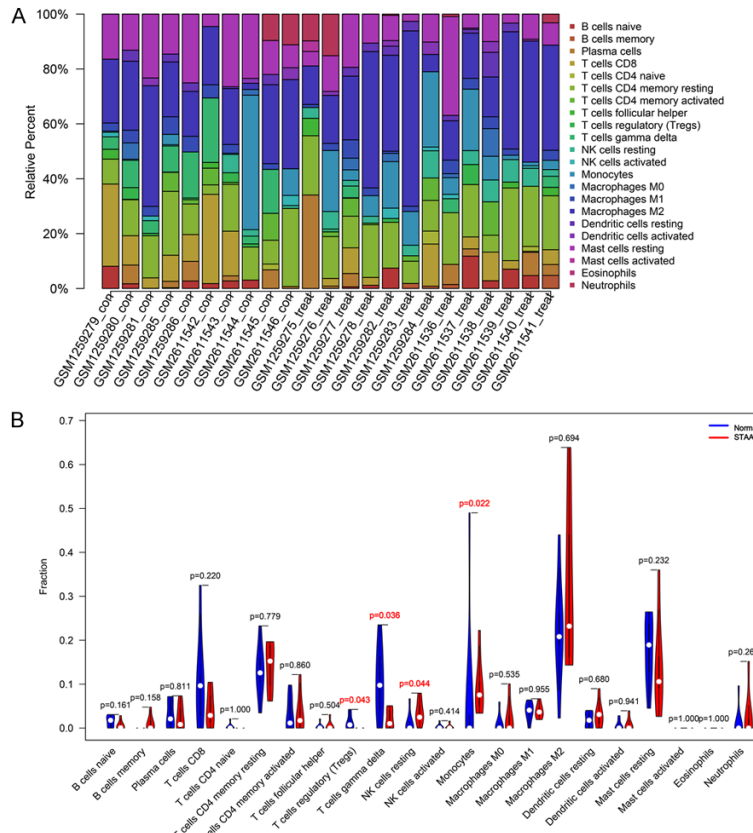 A
100%
80%
60%
40%
20%
0%
Relative Percent
B cells naive
B cells memory
Plasma cells
T cells CD8
T cells CD4 naive
T cells CD4 memory resting
T cells CD4 memory activated
T cells follicular helper
T cells regulatory (Tregs)
T cells gamma delta
NK cells resting
NK cells activated
Monocytes
Macrophages M0
Macrophages M1
Macrophages M2
Dendritic cells resting
Dendritic cells activated
Mast cells resting
Mast cells activated
Eosinophils
Neutrophils
GSM1259279_con
GSM1259280_con
GSM1259281_con
GSM1259285_con
GSM1259286_con
GSM2611542_con
GSM2611543_con
GSM2611544_con
GSM2611545_con
GSM2611546_con
GSM1259275_treat
GSM1259276_treat
GSM1259277_treat
GSM1259278_treat
GSM1259282_treat
GSM1259283_treat
GSM1259284_treat
GSM2611536_treat
GSM2611537_treat
GSM2611538_treat
GSM2611539_treat
GSM2611540_treat
GSM2611541_treat
B
0.7
0.6
0.5
0.4
0.3
0.2
0.1
0.0
Fraction
Norma
STAA
p=0.161
p=0.158
p=0.811
p=0.220
p=1.000
p=0.779
p=0.860
p=0.504
p=0.043
p=0.036
p=0.044
p=0.414
p=0.022
p=0.535
p=0.955
p=0.694
p=0.680
p=0.941
p=0.232
p=1.000
p=1.000
p=0.26
B cells naive
B cells memory
Plasma cells
T cells CD8
T cells CD4 naive
T cells CD4 memory resting
cells CD4 memory activated
T cells follicular helper
T cells regulatory (Tregs)
T cells gamma delta
NK cells resting
NK cells activated
Monocytes
Macrophages M0
Macrophages M1
Macrophages M2
Dendritic cells resting
Dendritic cells activated
Mast cells resting
Mast cells activated
Eosinophils
Neutrophils